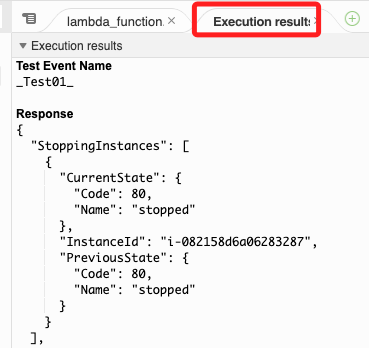 lambda_function.
Execution results
Execution results
Test Event Name
_Test01_
Response
{
  "StoppingInstances": [
    {
      "CurrentState": {
        "Code": 80,
        "Name": "stopped"
      },
      "InstanceId": "i-082158d6a06283287",
      "PreviousState": {
        "Code": 80,
        "Name": "stopped"
      }
    }
  ],